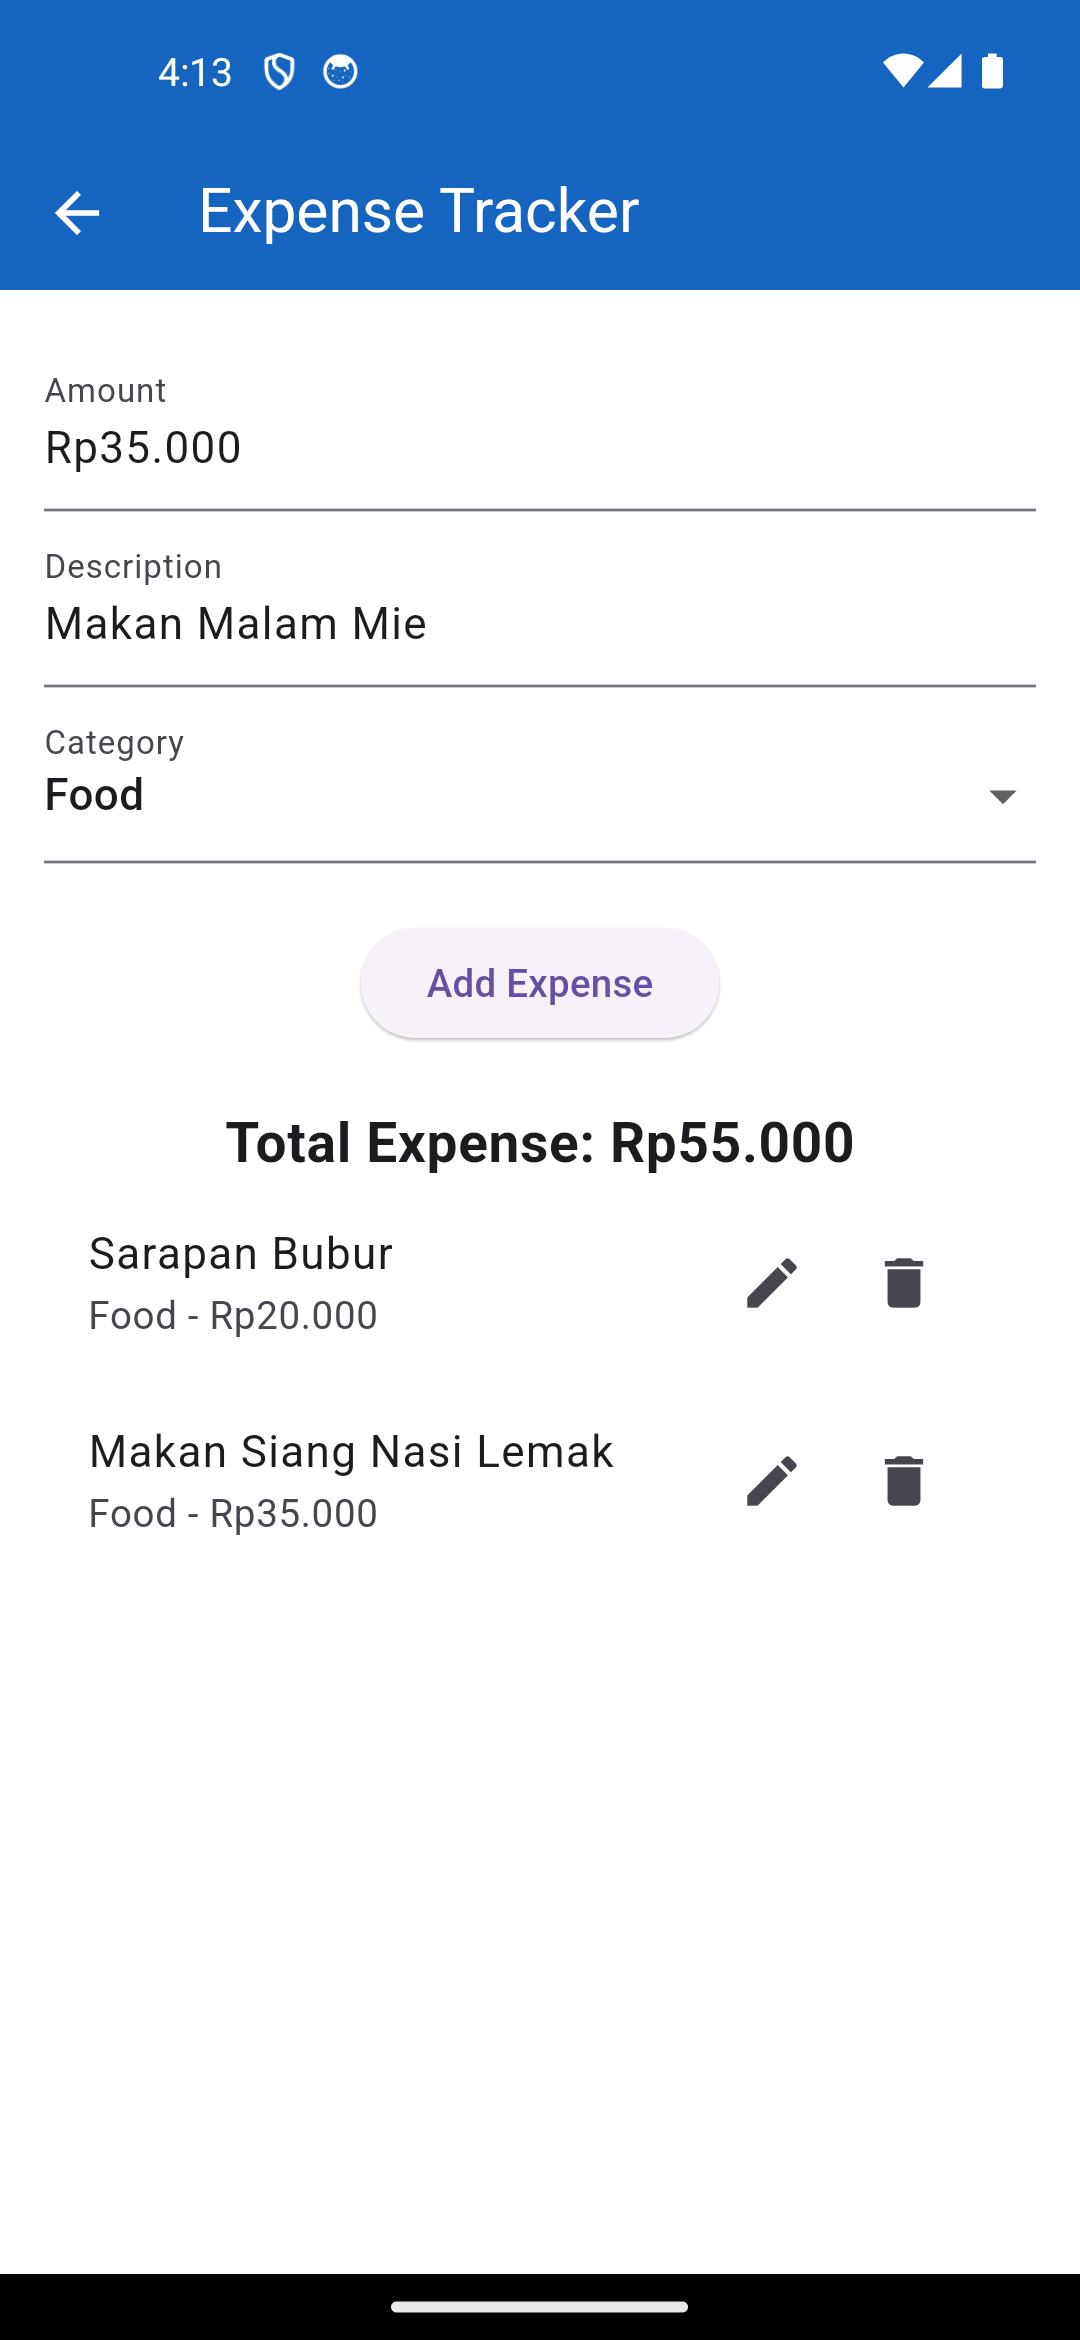 4:13
Expense Tracker
Amount
Rp35.000
Description
Makan Malam Mie
Category
Food
Add Expense
Total Expense: Rp55.000
Sarapan Bubur
Food - Rp20.000
Makan Siang Nasi Lemak
Food - Rp35.000